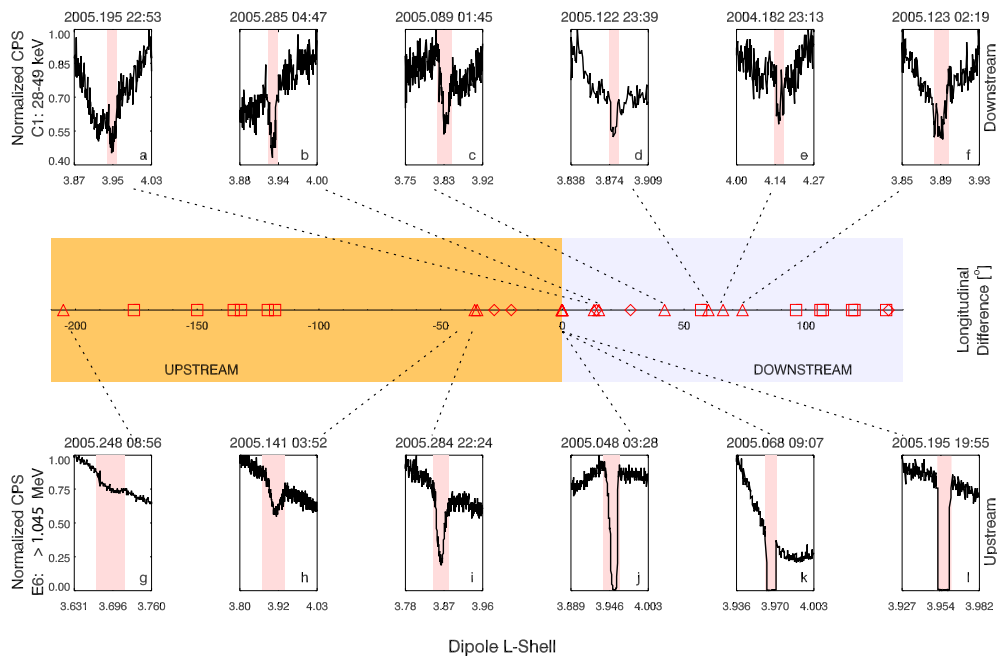 2005.195 22:53 2005.285 04:47 2005.089 01:45 2005.122 23:39 2004.182 23:13 2005.123 02:19
Normalized CPS
C1: 28-49 keV
1.00
0.85
0.70
0.55
0.40
a b c d e f
Downstream
3.87 3.95 4.03 3.88 3.94 4.00 3.75 3.83 3.92 3.838 3.874 3.909 4.00 4.14 4.27 3.85 3.89 3.93
-200 -150 -100 -50 0 50 100
UPSTREAM DOWNSTREAM
Longitudinal
Difference [°]
2005.248 08:56 2005.141 03:52 2005.284 22:24 2005.048 03:28 2005.068 09:07 2005.195 19:55
Normalized CPS
E6: > 1.045 MeV
1.00
0.75
0.50
0.25
0.00
g h i j k l
Upstream
3.631 3.696 3.760 3.80 3.92 4.03 3.78 3.87 3.96 3.889 3.946 4.003 3.936 3.970 4.003 3.927 3.954 3.982
Dipole L-Shell